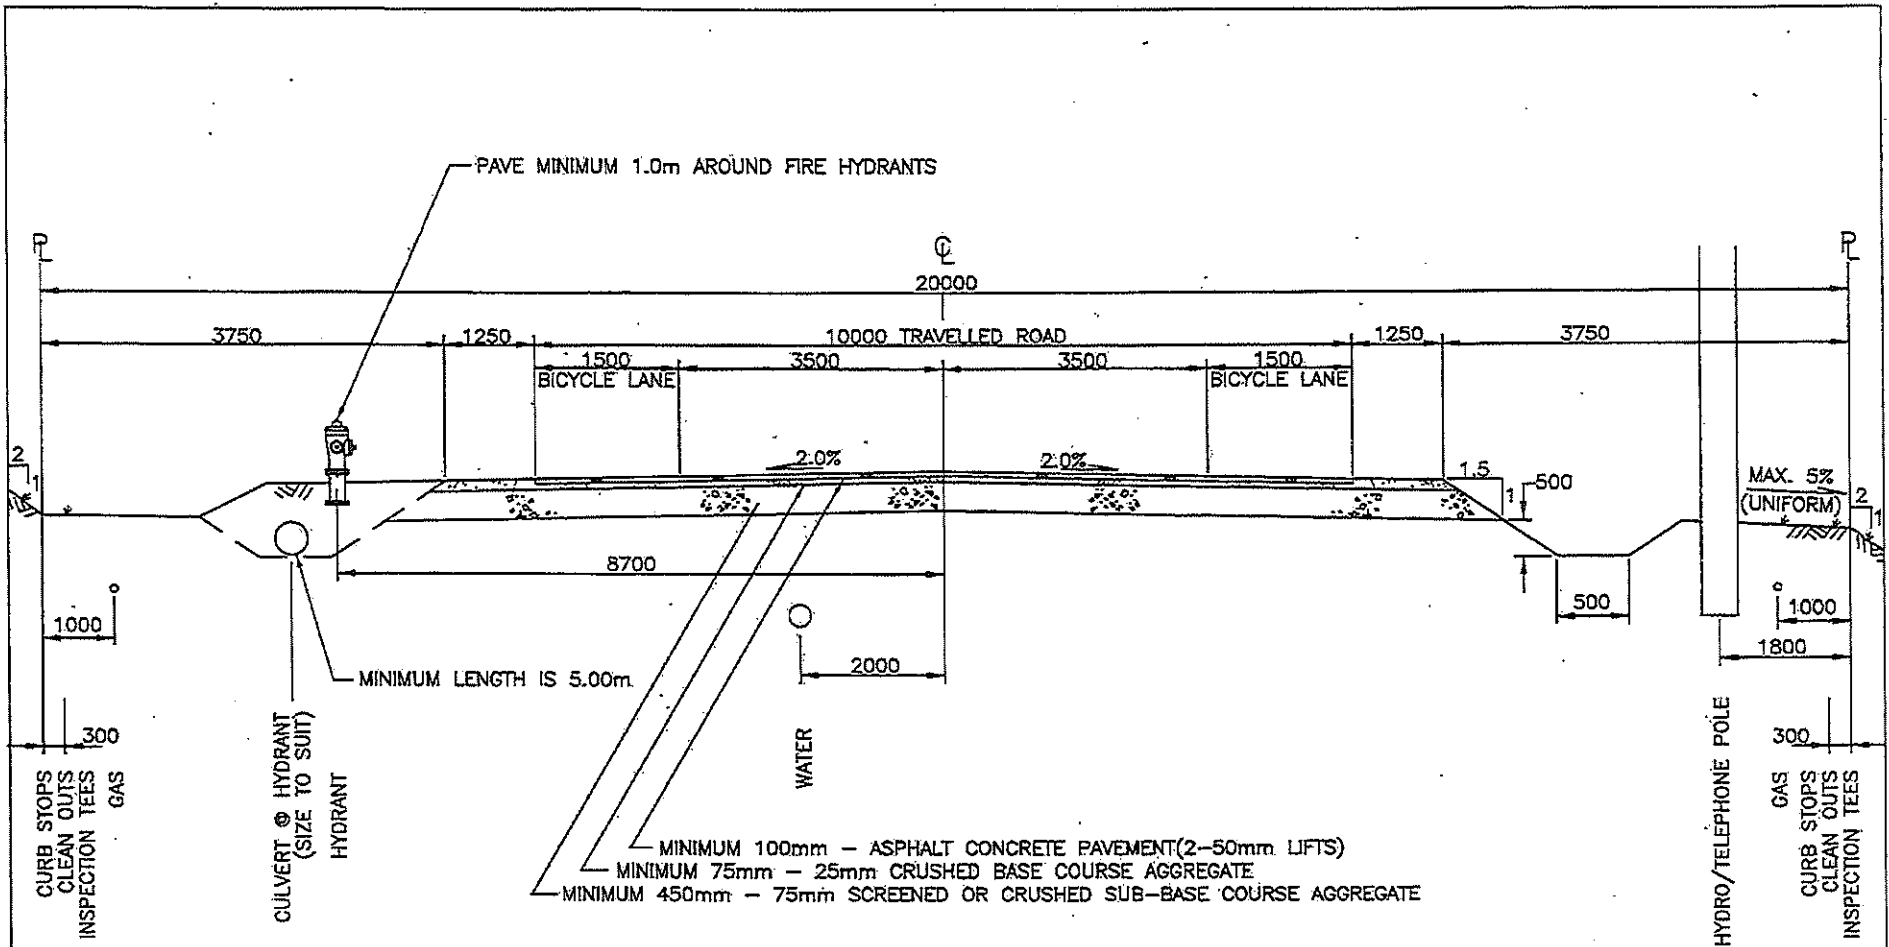 PAVE MINIMUM 1.0m AROUND FIRE HYDRANTS
PL
CL
PL
20000
3750
1250
10000 TRAVELLED ROAD
1250
3750
1500
3500
3500
1500
BICYCLE LANE
BICYCLE LANE
2
1
2.0%
2.0%
1.5
1
500
MAX. 5%
(UNIFORM)
2
1
8700
500
1000
1000
MINIMUM LENGTH IS 5.00m
2000
1800
300
300
CURB STOPS
CLEAN OUTS
INSPECTION TEES
GAS
CULVERT @ HYDRANT
(SIZE TO SUIT)
HYDRANT
WATER
HYDRO/TELEPHONE POLE
GAS
CURB STOPS
CLEAN OUTS
INSPECTION TEES
MINIMUM 100mm - ASPHALT CONCRETE PAVEMENT(2-50mm LIFTS)
MINIMUM 75mm - 25mm CRUSHED BASE COURSE AGGREGATE
MINIMUM 450mm - 75mm SCREENED OR CRUSHED SUB-BASE COURSE AGGREGATE